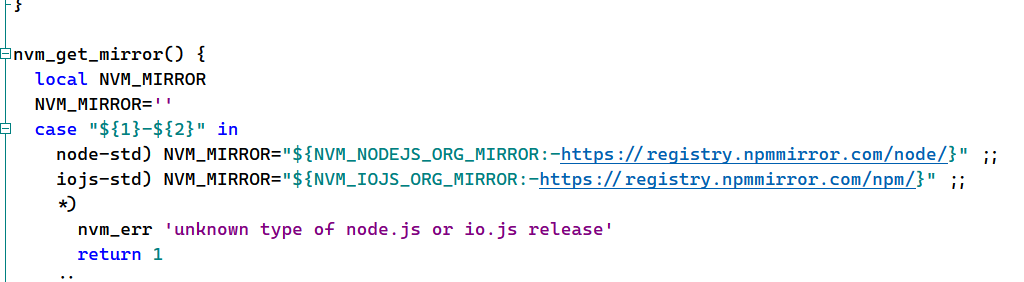 }
nvm_get_mirror() {
local NVM_MIRROR
NVM_MIRROR=''
case "${1}-${2}" in
node-std) NVM_MIRROR="${NVM_NODEJS_ORG_MIRROR:-https://registry.npmmirror.com/node/}" ;;
iojs-std) NVM_MIRROR="${NVM_IOJS_ORG_MIRROR:-https://registry.npmmirror.com/npm/}" ;;
*)
nvm_err 'unknown type of node.js or io.js release'
return 1
;;